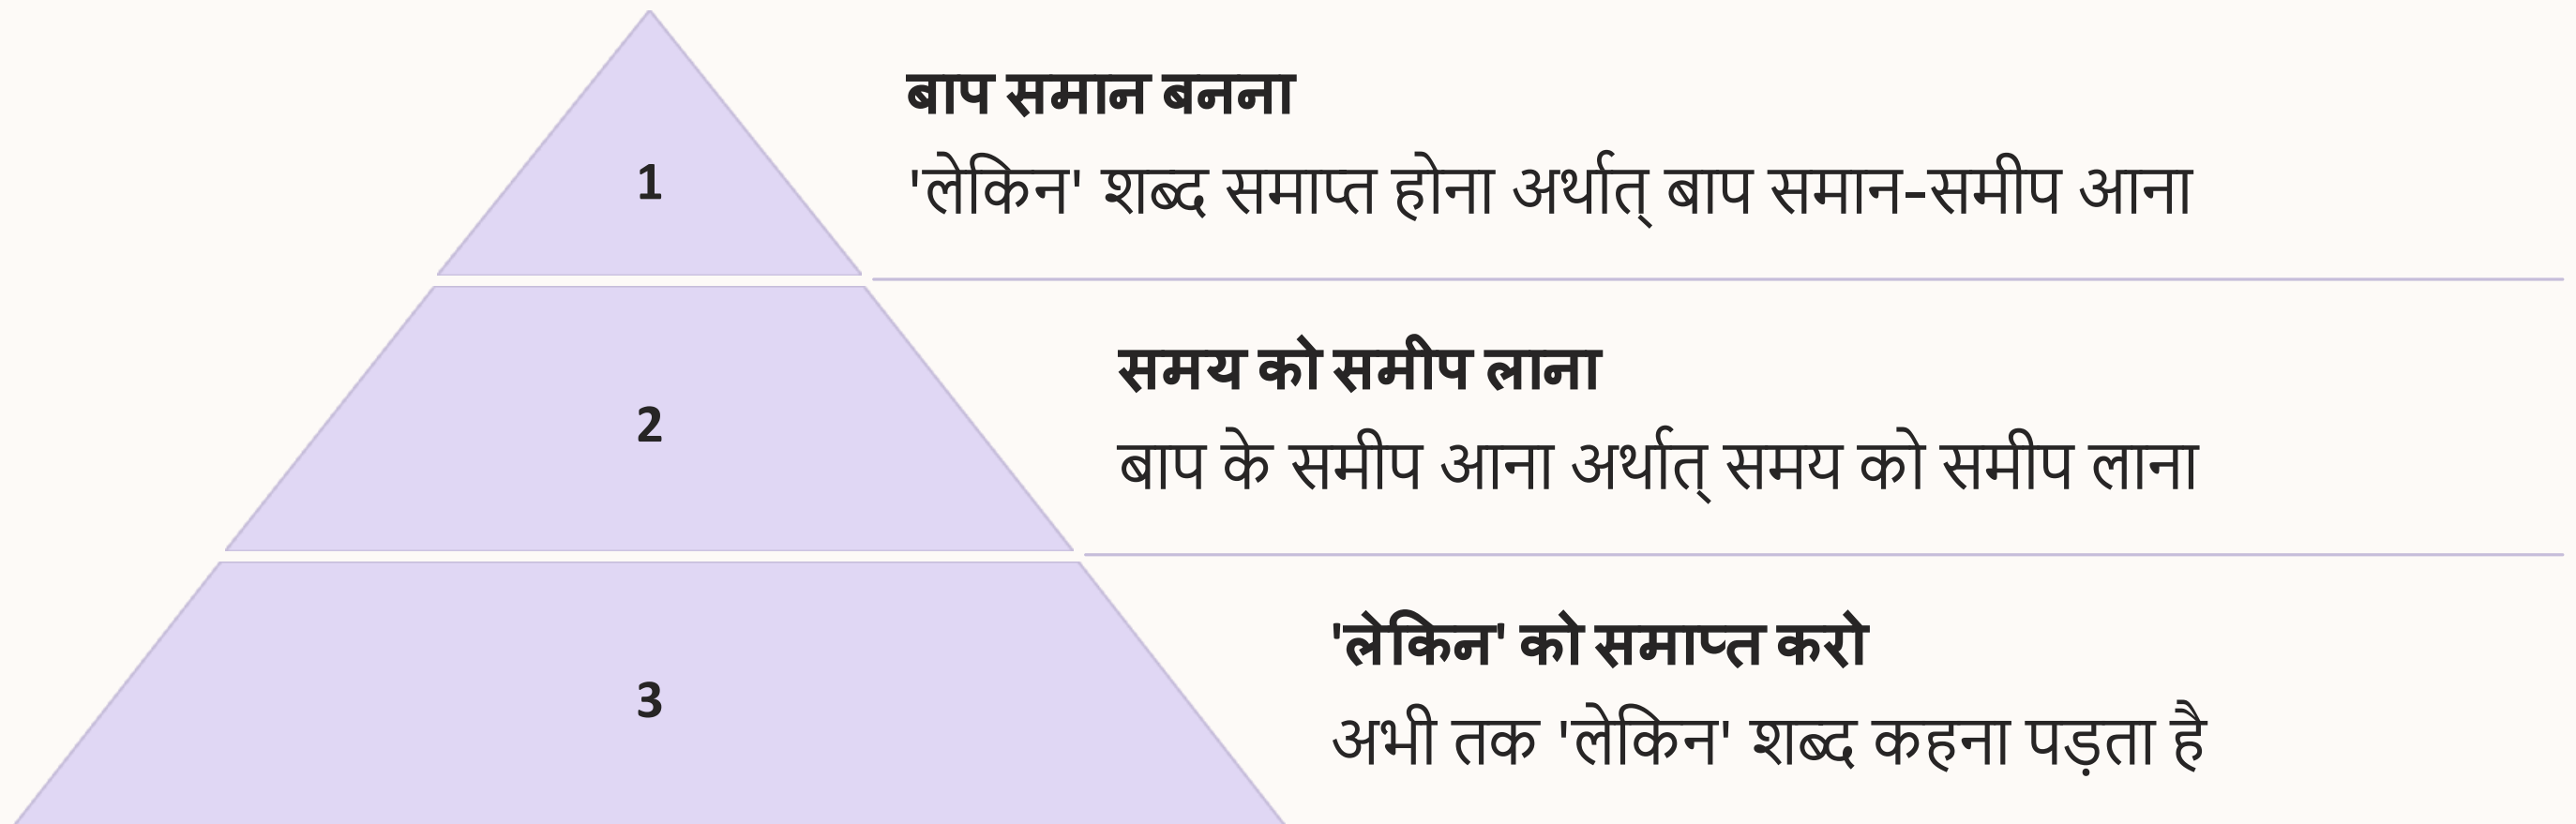 1
बाप समान बनना
'लेकिन' शब्द समाप्त होना अर्थात् बाप समान-समीप आना
2
समय को समीप लाना
बाप के समीप आना अर्थात् समय को समीप लाना
3
'लेकिन' को समाप्त करो
अभी तक 'लेकिन' शब्द कहना पड़ता है